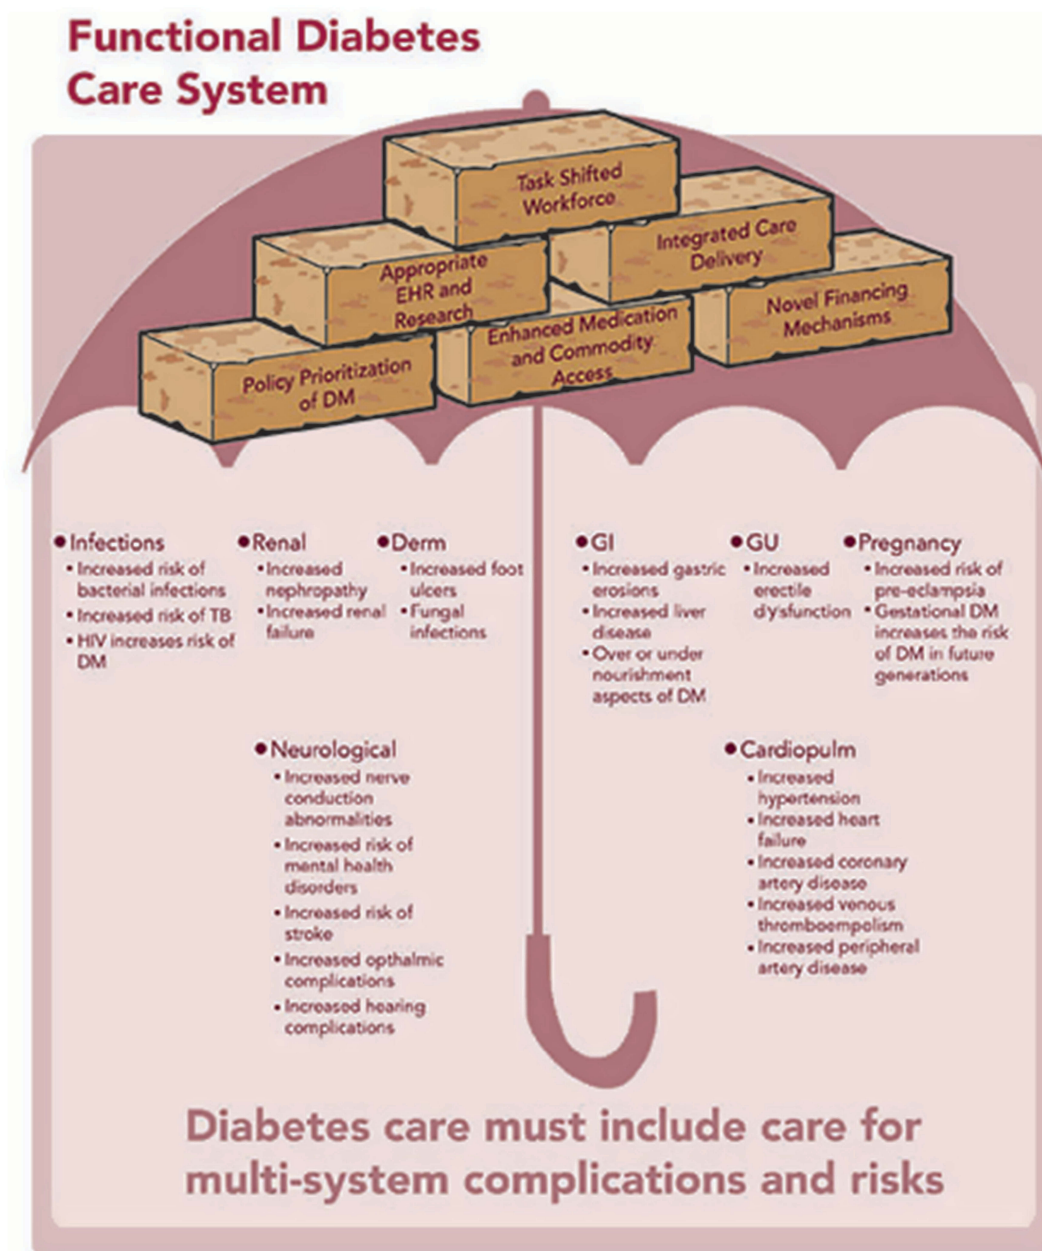 Functional Diabetes
Care System
Task Shifted
Workforce
Appropriate
EHR and
Research
Integrated Care
Delivery
Policy Prioritization
of DM
Enhanced Medication
and Commodity
Access
Novel Financing
Mechanisms
• Infections
• Increased risk of
bacterial infections
• Increased risk of TB
• HIV increases risk of
DM
• Renal
• Increased
nephropathy
• Increased renal
failure
• Derm
• Increased foot
ulcers
• Fungal
infections
• GI
• Increased gastric
erosions
• Increased liver
disease
• Over or under
nourishment
aspects of DM
• GU
• Increased
erectile
dysfunction
• Pregnancy
• Increased risk of
pre-eclampsia
• Gestational DM
increases the risk
of DM in future
generations
• Neurological
• Increased nerve
conduction
abnormalities
• Increased risk of
mental health
disorders
• Increased risk of
stroke
• Increased opthalmic
complications
• Increased hearing
complications
• Cardiopulm
• Increased
hypertension
• Increased heart
failure
• Increased coronary
artery disease
• Increased venous
thromboempolism
• Increased peripheral
artery disease
Diabetes care must include care for
multi-system complications and risks